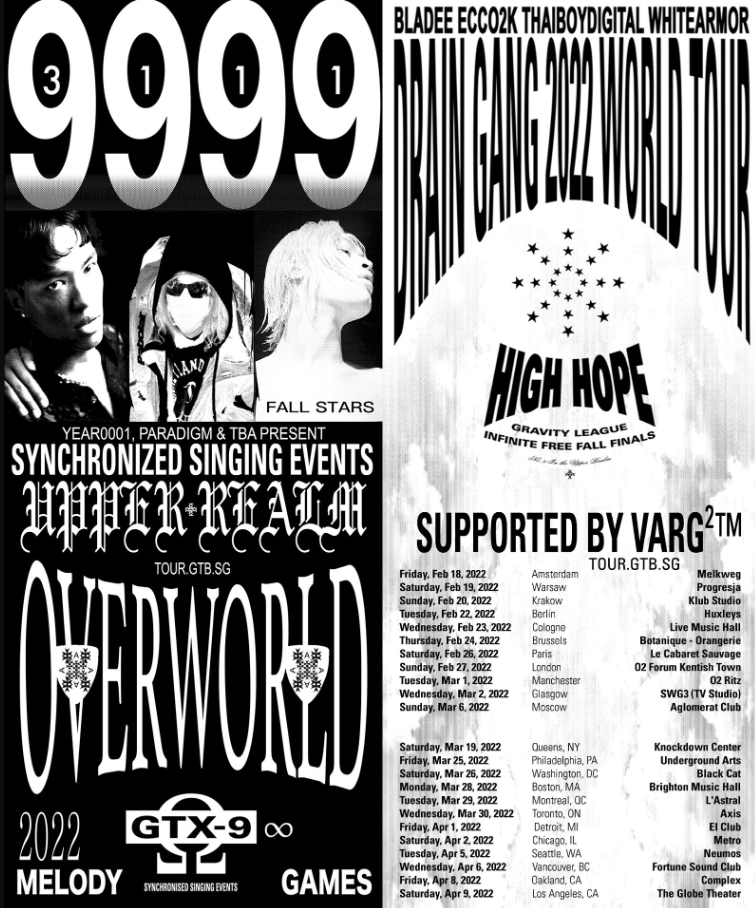 9999
3 1 1 1
FALL STARS
YEAR0001, PARADIGM & TBA PRESENT
SYNCHRONIZED SINGING EVENTS
UPPER REALM
TOUR.GTB.SG
OVERWORLD
2022
GTX-9 ∞
SYNCHRONISED SINGING EVENTS
MELODY GAMES
BLADEE ECCO2K THAIBOYDIGITAL WHITEARMOR
DRAIN GANG 2022 WORLD TOUR
HIGH HOPE
GRAVITY LEAGUE
INFINITE FREE FALL FINALS
SUPPORTED BY VARG²™
TOUR.GTB.SG
Friday, Feb 18, 2022 Amsterdam Melkweg
Saturday, Feb 19, 2022 Warsaw Progresja
Sunday, Feb 20, 2022 Krakow Klub Studio
Tuesday, Feb 22, 2022 Berlin Huxleys
Wednesday, Feb 23, 2022 Cologne Live Music Hall
Thursday, Feb 24, 2022 Brussols Botanique - Orangerie
Saturday, Feb 26, 2022 Paris Le Cabaret Sauvage
Sunday, Feb 27, 2022 London O2 Forum Kentish Town
Tuesday, Mar 1, 2022 Manchester O2 Ritz
Wednesday, Mar 2, 2022 Glasgow SWG3 (TV Studio)
Sunday, Mar 6, 2022 Moscow Aglomerat Club
Saturday, Mar 19, 2022 Queens, NY Knockdown Center
Friday, Mar 25, 2022 Philadelphia, PA Underground Arts
Saturday, Mar 26, 2022 Washington, DC Black Cat
Monday, Mar 28, 2022 Boston, MA Brighton Music Hall
Tuesday, Mar 29, 2022 Montreal, QC L'Astral
Wednesday, Mar 30, 2022 Toronto, ON Axis
Friday, Apr 1, 2022 Detroit, MI El Club
Saturday, Apr 2, 2022 Chicago, IL Metro
Tuesday, Apr 5, 2022 Seattle, WA Neumos
Wednesday, Apr 6, 2022 Vancouver, BC Fortune Sound Club
Friday, Apr 8, 2022 Oakland, CA Complex
Saturday, Apr 9, 2022 Los Angeles, CA The Globe Theater